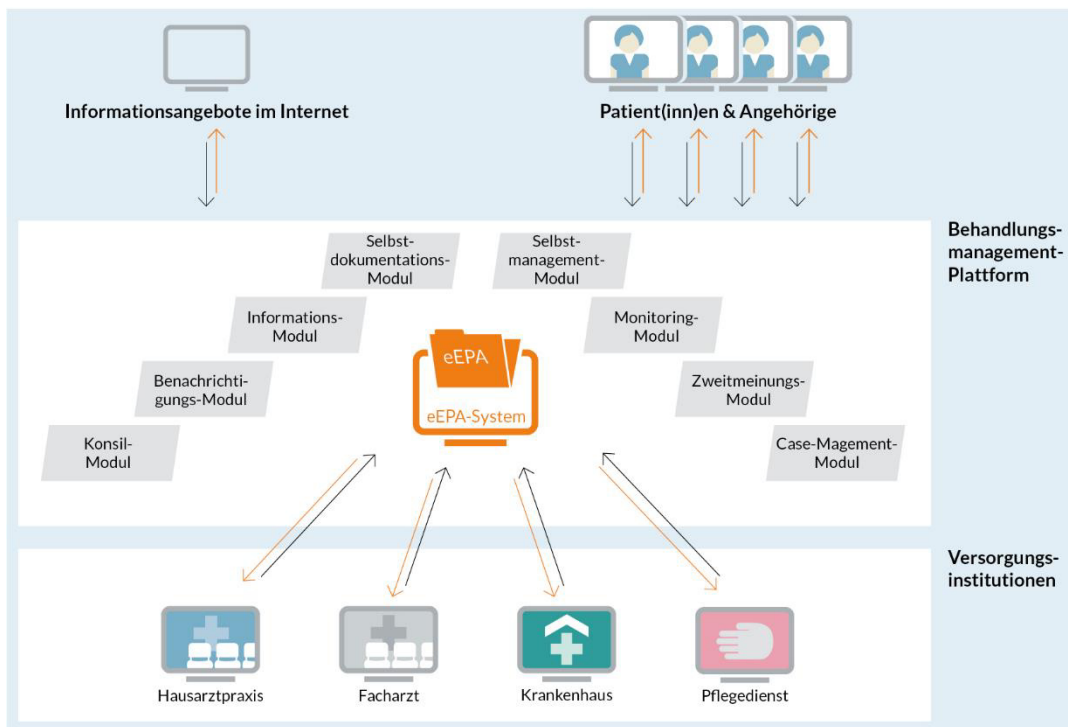 Informationsangebote im Internet
Patient(inn)en & Angehörige
Behandlungs-
management-
Plattform
Selbst-
dokumentations-
Modul
Selbst-
management-
Modul
Informations-
Modul
Monitoring-
Modul
eEPA
eEPA-System
Benachrichti-
gungs-Modul
Zweitmeinungs-
Modul
Konsil-
Modul
Case-Magement-
Modul
Versorgungs-
institutionen
Hausarztpraxis
Facharzt
Krankenhaus
Pflegedienst